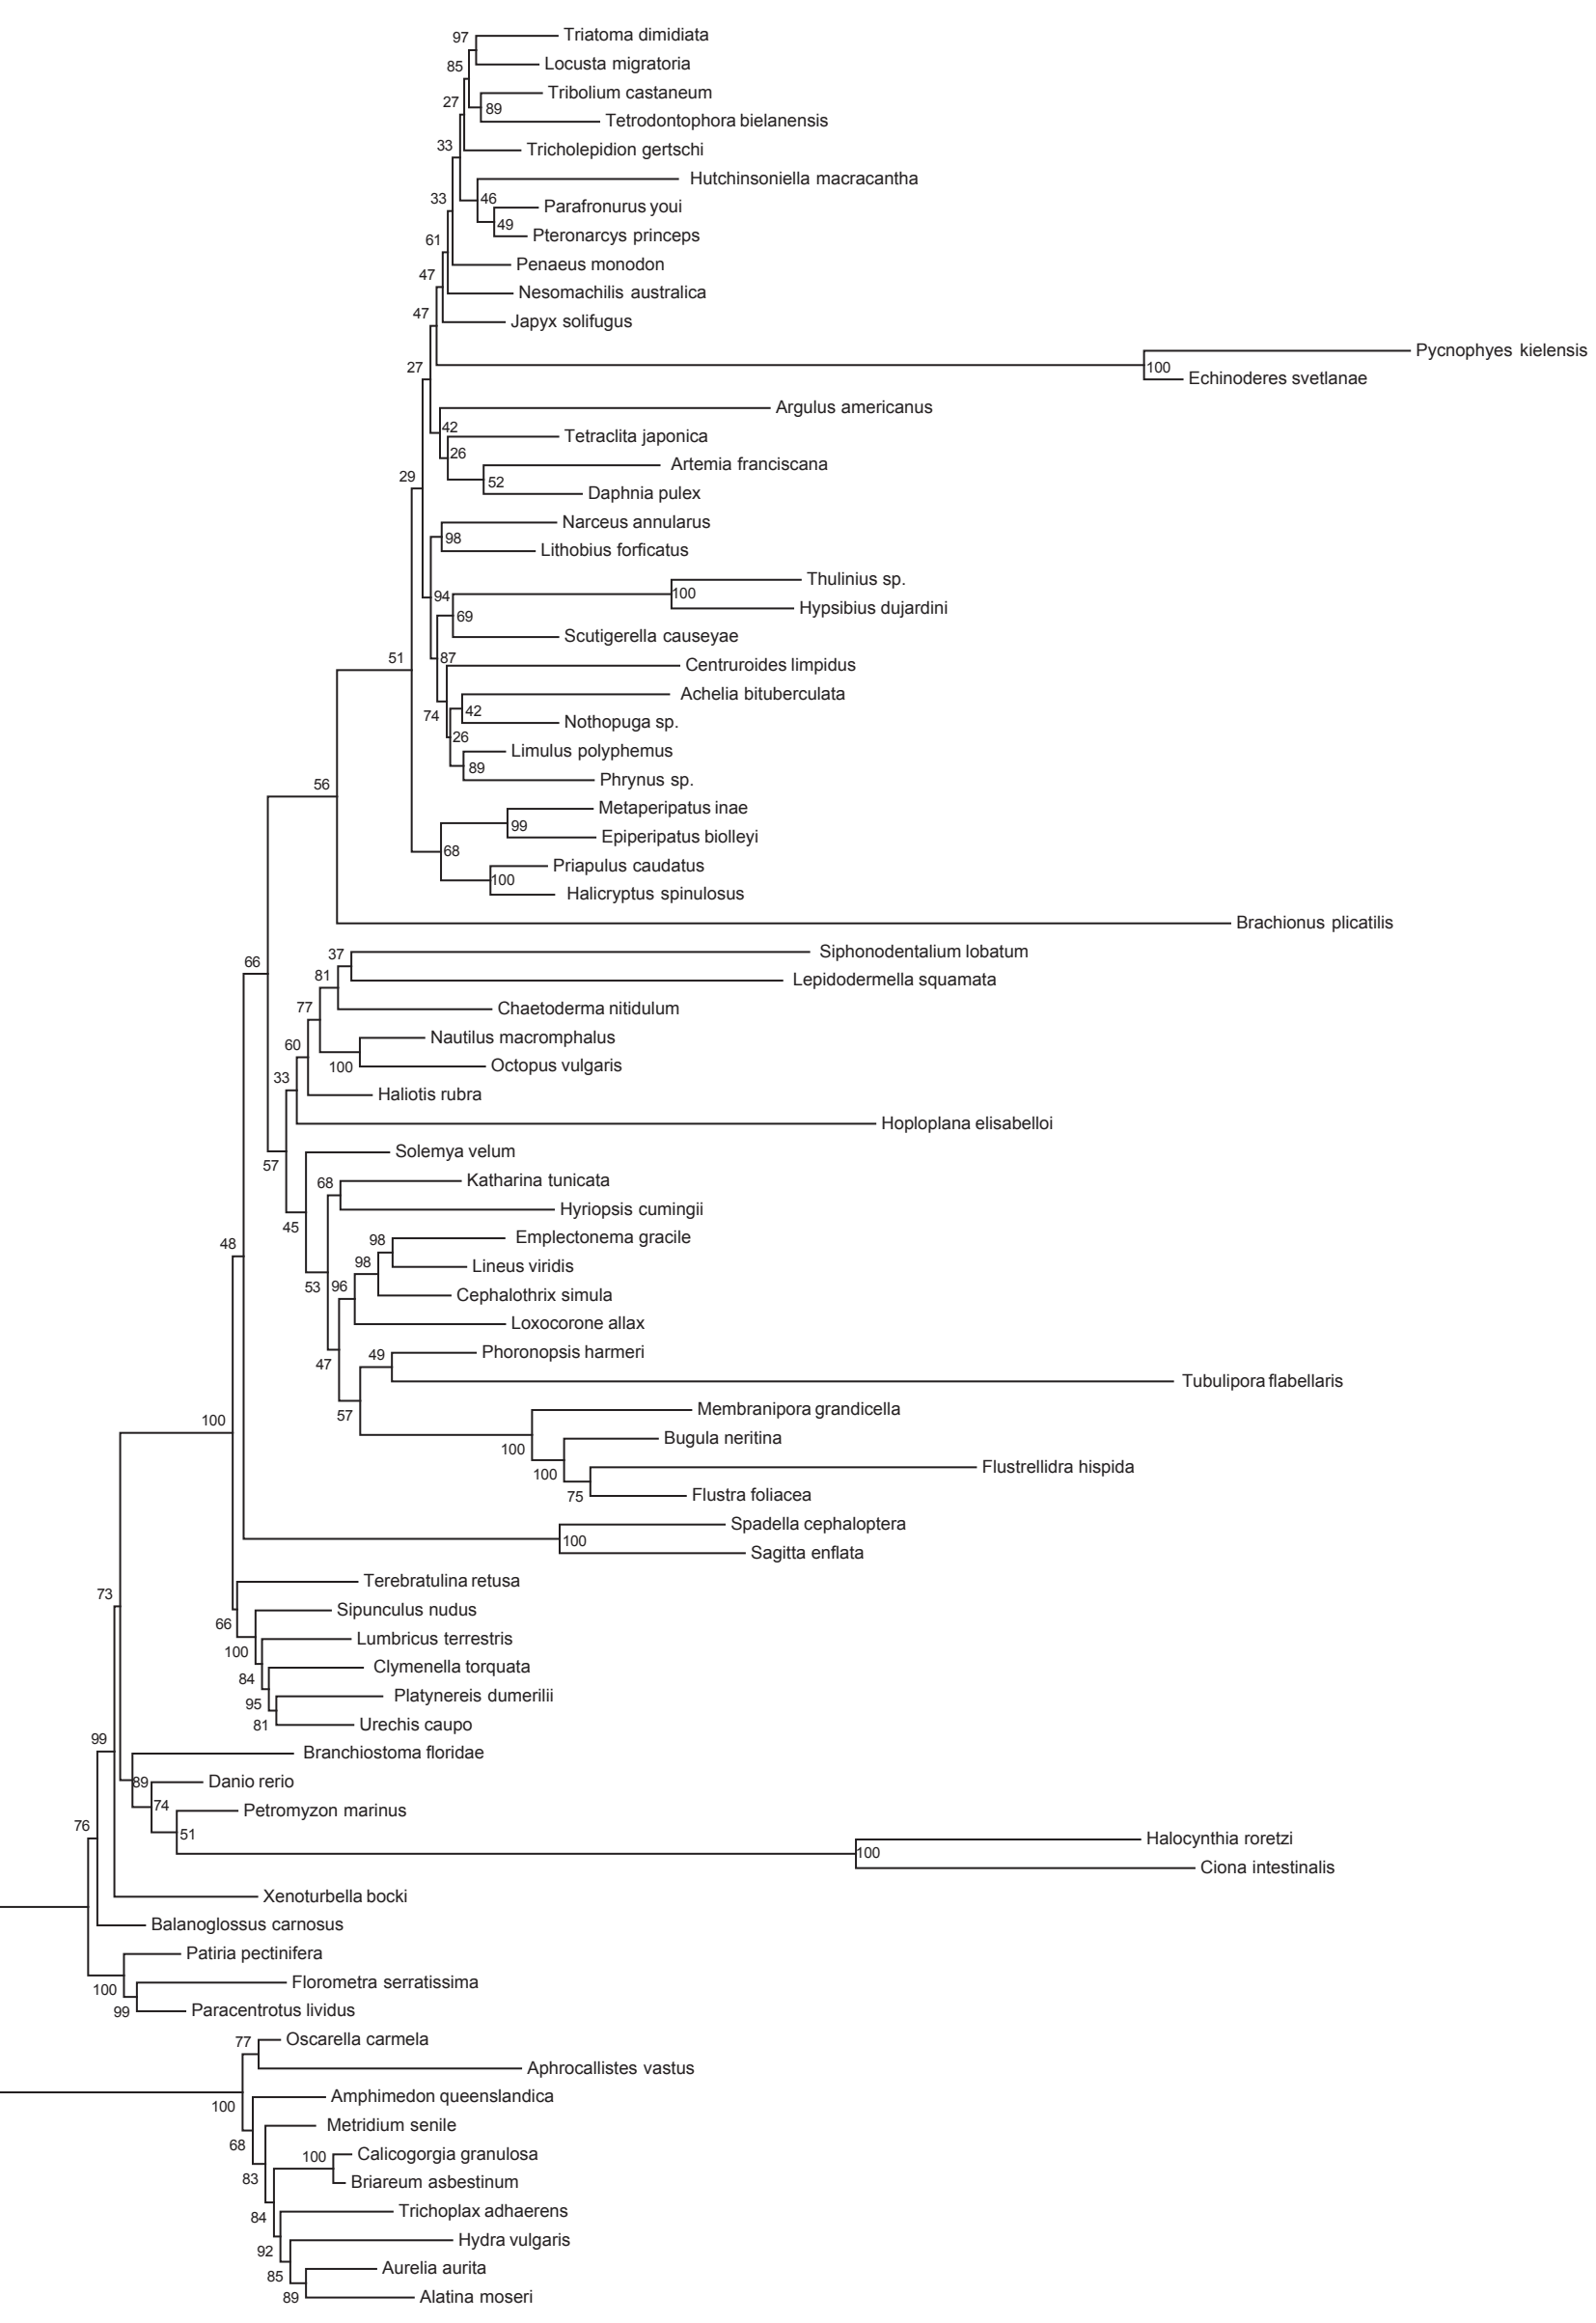 Triatoma dimidiata
97
Locusta migratoria
85
Tribolium castaneum
27
89
Tetrodontophora bielanensis
33
Tricholepidion gertschi
Hutchinsoniella macracantha
33
46
Parafronurus youi
49
Pteronarcys princeps
61
Penaeus monodon
47
Nesomachilis australica
47
Japyx solifugus
Pycnophyes kielensis
27
100
Echinoderes svetlanae
Argulus americanus
42
Tetraclita japonica
26
Artemia franciscana
29
52
Daphnia pulex
Narceus annularus
98
Lithobius forficatus
Thulinius sp.
94
100
Hypsibius dujardini
69
Scutigerella causeyae
51
87
Centruroides limpidus
Achelia bituberculata
74
42
Nothopuga sp.
26
Limulus polyphemus
89
Phrynus sp.
56
Metaperipatus inae
99
Epiperipatus biolleyi
68
Priapulus caudatus
100
Halicryptus spinulosus
Brachionus plicatilis
Siphonodentalium lobatum
37
66
81
Lepidodermella squamata
77
Chaetoderma nitidulum
Nautilus macromphalus
60
100
Octopus vulgaris
33
Haliotis rubra
Hoploplana elisabelloi
Solemya velum
57
68
Katharina tunicata
Hyriopsis cumingii
45
Emplectonema gracile
98
48
98
Lineus viridis
53
96
Cephalothrix simula
Loxocorone allax
49
Phoronopsis harmeri
47
Tubulipora flabellaris
Membranipora grandicella
57
100
Bugula neritina
100
100
Flustrellidra hispida
75
Flustra foliacea
Spadella cephaloptera
100
Sagitta enflata
Terebratulina retusa
73
Sipunculus nudus
66
Lumbricus terrestris
100
Clymenella torquata
84
Platynereis dumerilii
95
Urechis caupo
81
99
Branchiostoma floridae
89
Danio rerio
74
Petromyzon marinus
76
51
Halocynthia roretzi
100
Ciona intestinalis
Xenoturbella bocki
Balanoglossus carnosus
Patiria pectinifera
Florometra serratissima
100
99
Paracentrotus lividus
77
Oscarella carmela
Aphrocallistes vastus
Amphimedon queenslandica
100
Metridium senile
68
100
Calicogorgia granulosa
83
Briareum asbestinum
Trichoplax adhaerens
84
Hydra vulgaris
92
Aurelia aurita
85
Alatina moseri
89